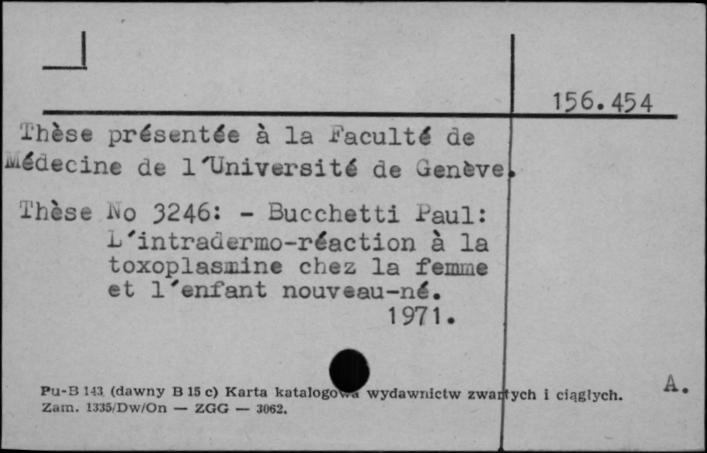 156.454
Thèse présentée à la Faculté de
Médecine de l'Université de Genève.
Thèse No 3246: - Bucchetti Paul:
L'intradermo-réaction à la
toxoplasmine chez la femme
et l'enfant nouveau-né.
1971.
A.
Pu-B 143 (dawny B 15 c) Karta katalogowa wydawnictw zwartych i ciągłych.
Zam. 1335/Dw/On — ZGG — 3062.